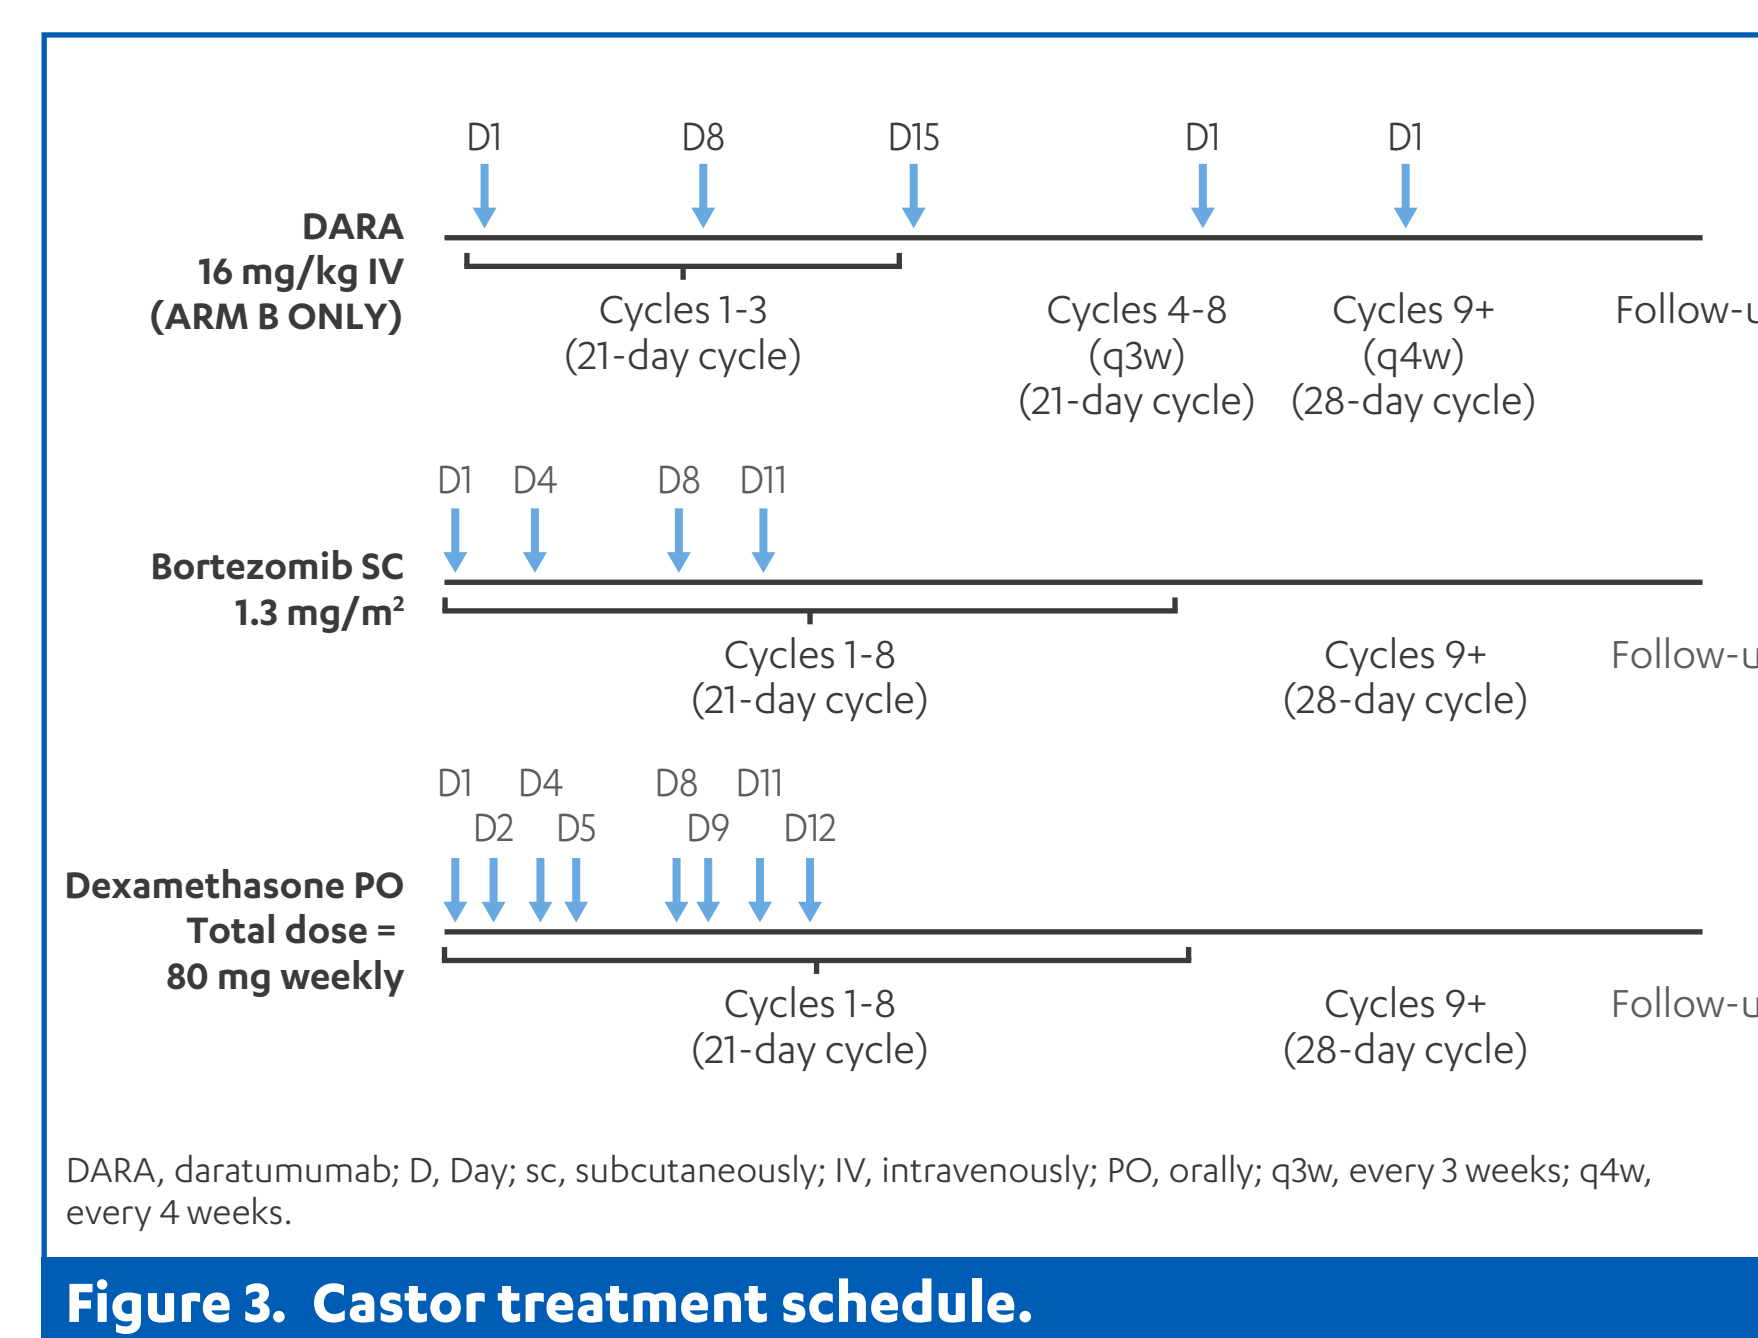 D1 D8 D15 D1 D1
DARA
16 mg/kg IV
(ARM B ONLY)
Cycles 1-3 Cycles 4-8 Cycles 9+ Follow-u
(21-day cycle) (q3w) (q4w)
(21-day cycle) (28-day cycle)
D1 D4 D8 D11
Bortezomib SC
1.3 mg/m²
Cycles 1-8 Cycles 9+ Follow-u
(21-day cycle) (28-day cycle)
D1 D4 D8 D11
D2 D5 D9 D12
Dexamethasone PO
Total dose =
80 mg weekly
Cycles 1-8 Cycles 9+ Follow-u
(21-day cycle) (28-day cycle)
DARA, daratumumab; D, Day; sc, subcutaneously; IV, intravenously; PO, orally; q3w, every 3 weeks; q4w,
every 4 weeks.
Figure 3. Castor treatment schedule.